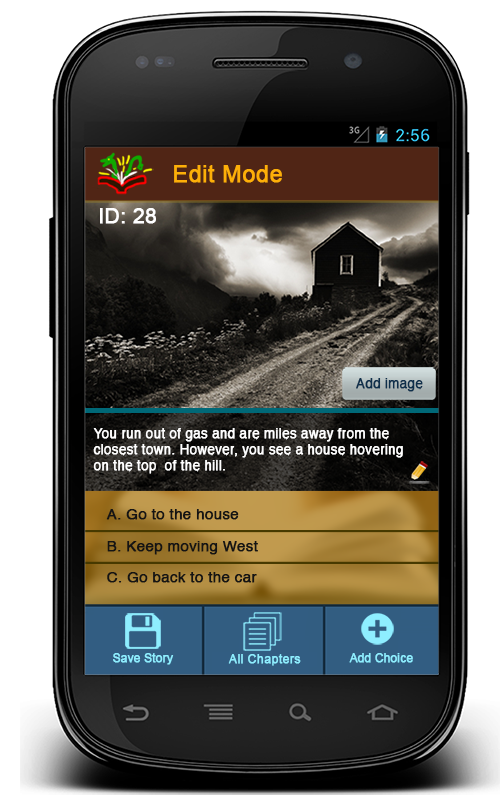 3G 2:56
Edit Mode
ID: 28
Add image
You run out of gas and are miles away from the
closest town. However, you see a house hovering
on the top  of the hill.
A. Go to the house
B. Keep moving West
C. Go back to the car
Save Story All Chapters Add Choice